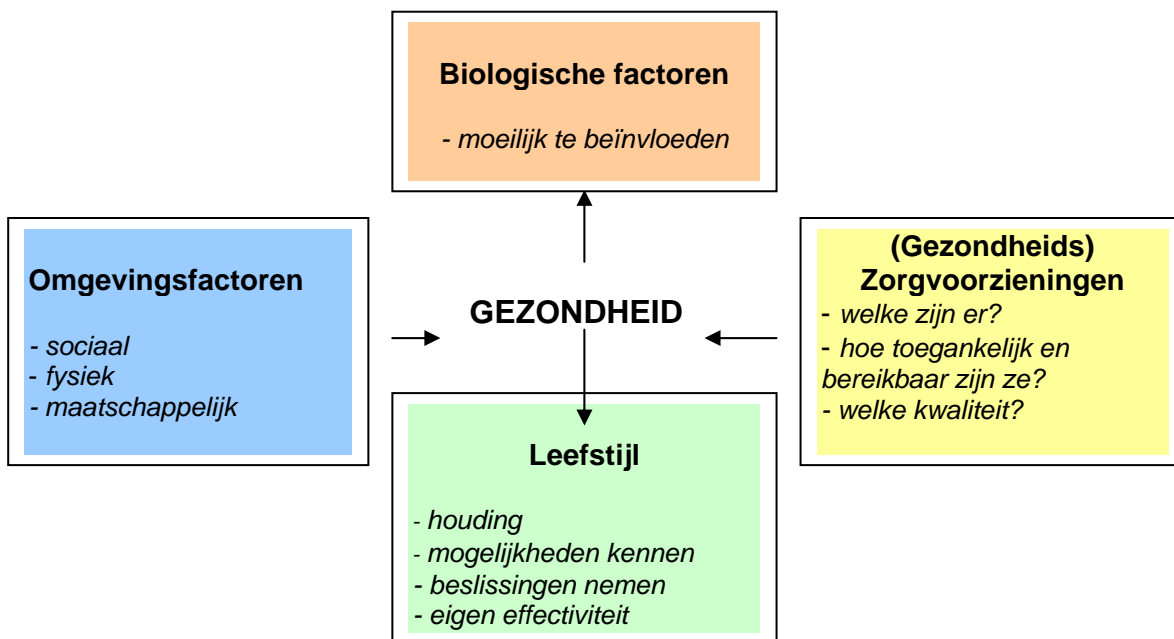 Biologische factoren
- moeilijk te beïnvloeden
Omgevingsfactoren
- sociaal
- fysiek
- maatschappelijk
GEZONDHEID
(Gezondheids)
Zorgvoorzieningen
- welke zijn er?
- hoe toegankelijk en
bereikbaar zijn ze?
- welke kwaliteit?
Leefstijl
- houding
- mogelijkheden kennen
- beslissingen nemen
- eigen effectiviteit